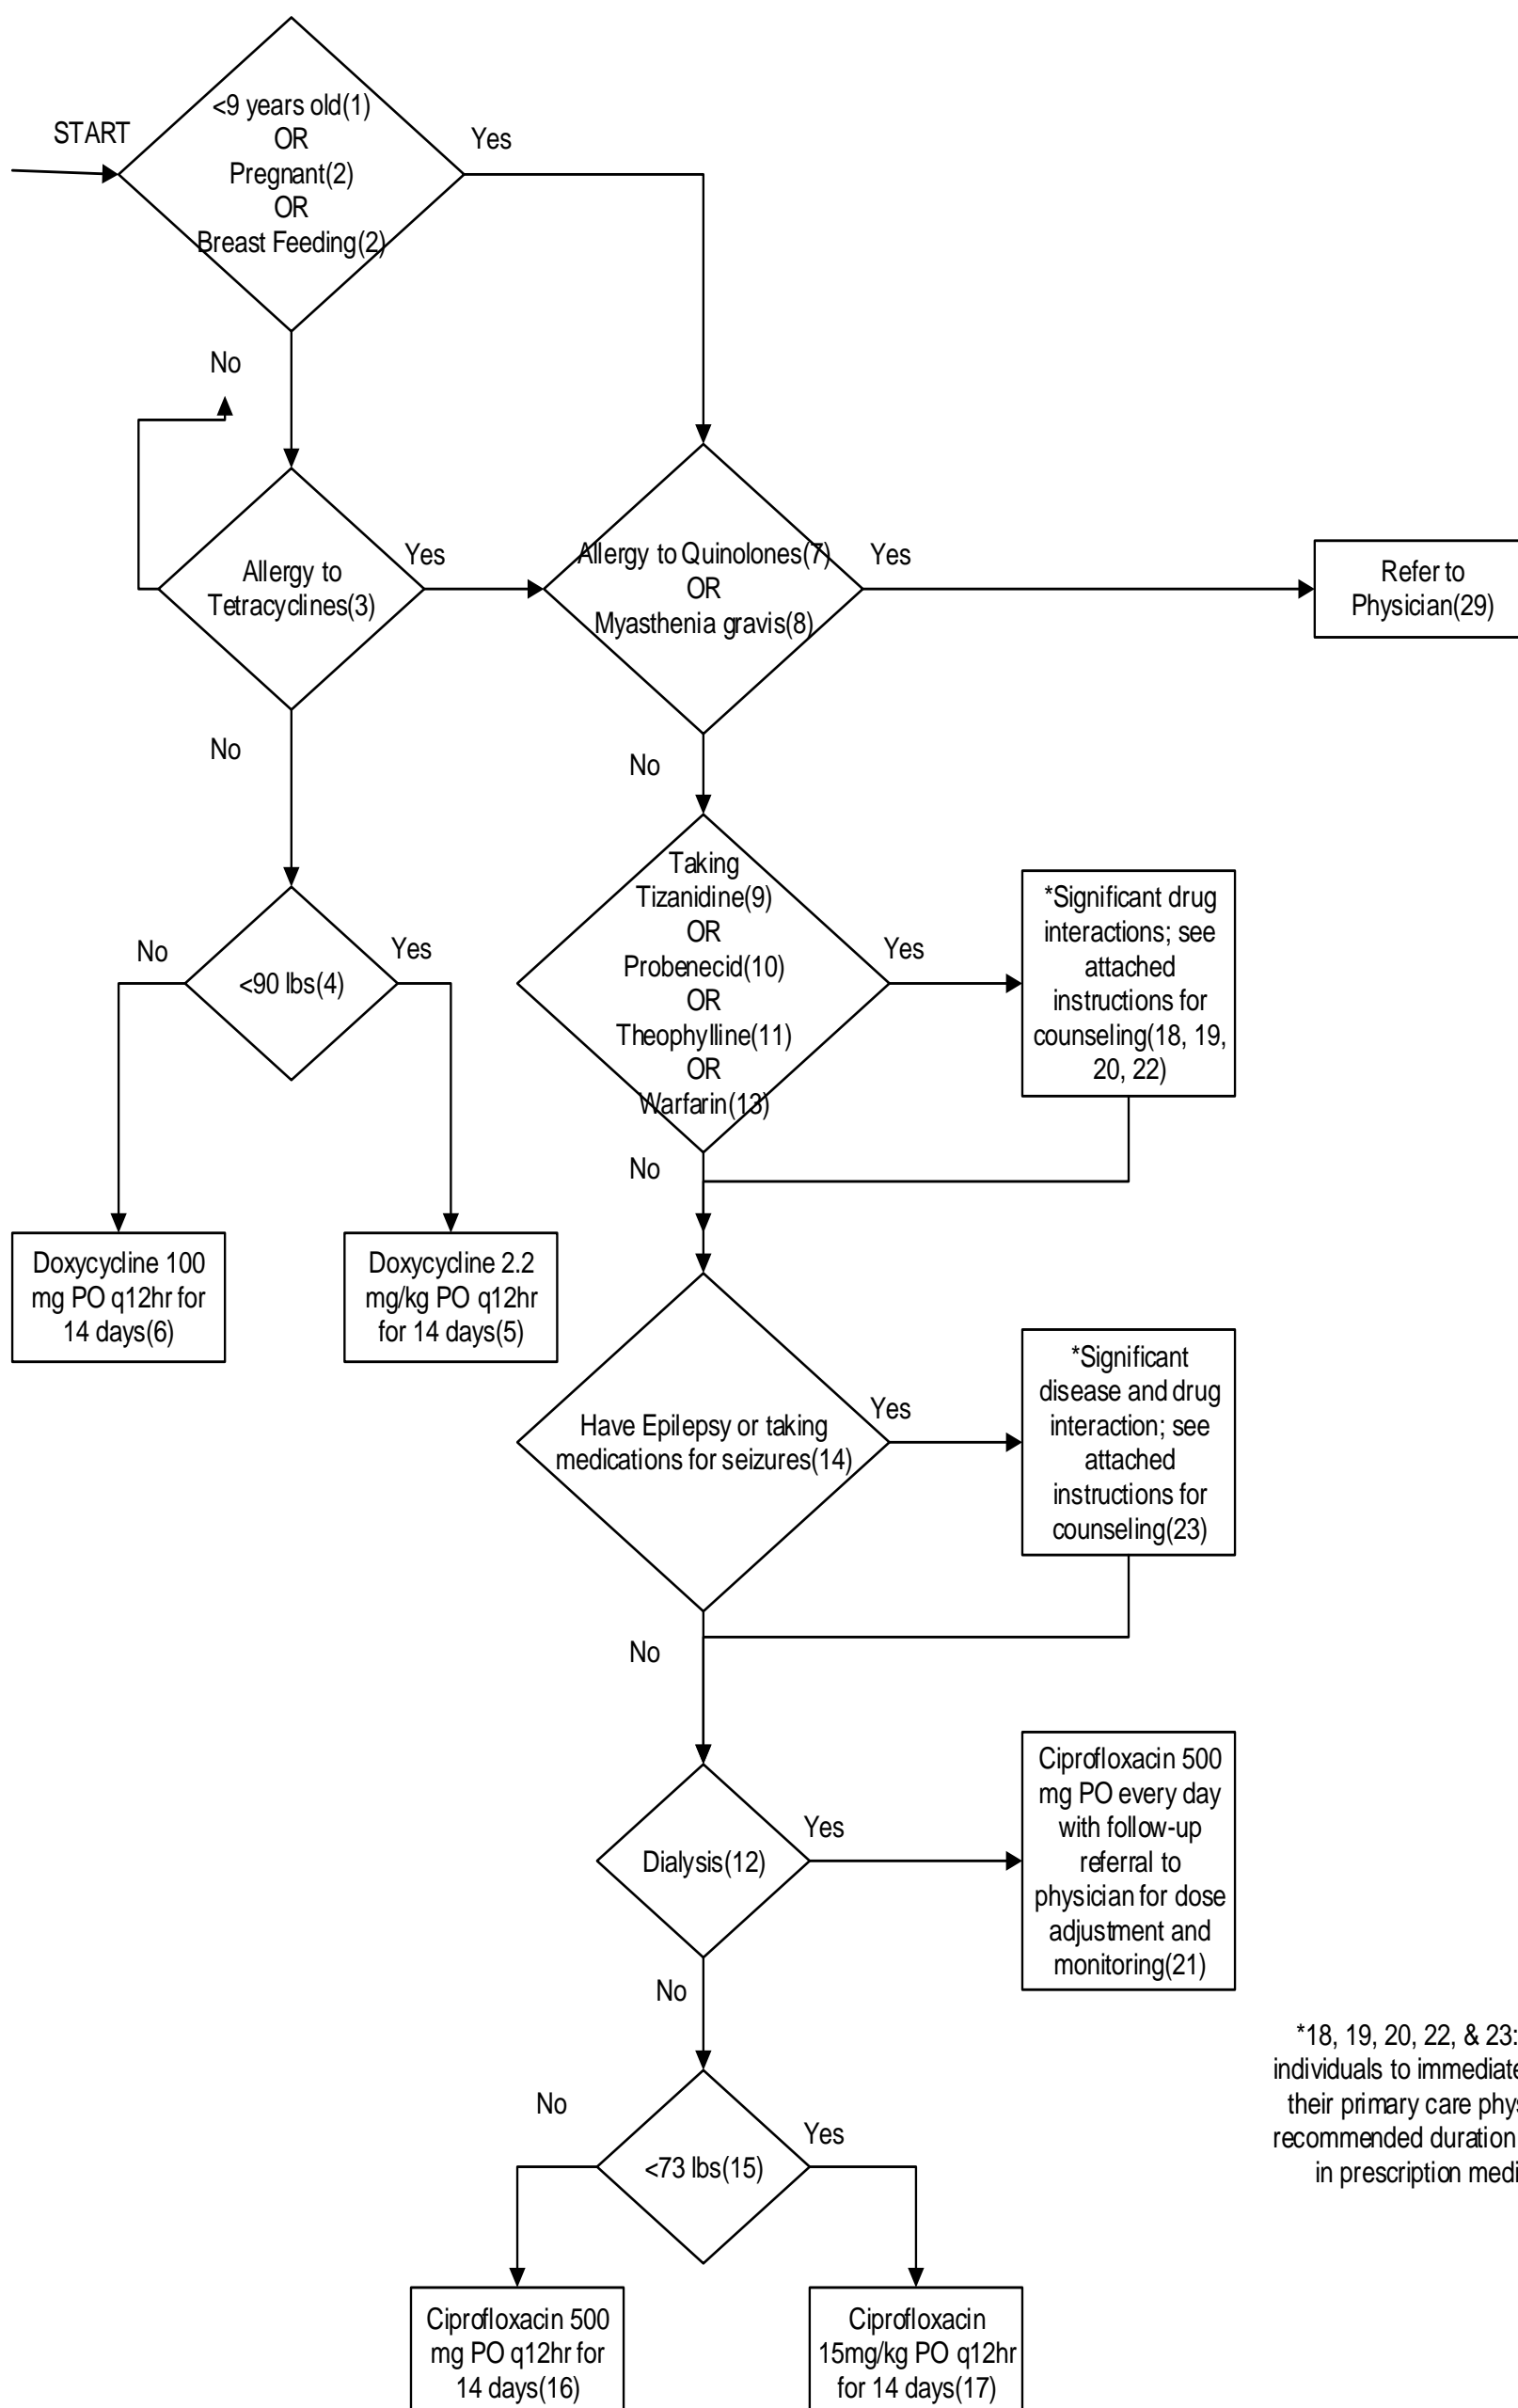 START
<9 years old(1)
OR
Pregnant(2)
OR
Breast Feeding(2)
Yes
No
Allergy to
Tetracyclines(3)
Yes
Allergy to Quinolones(7)
OR
Myasthenia gravis(8)
Yes
Refer to
Physician(29)
No
No
Taking
Tizanidine(9)
OR
Probenecid(10)
OR
Theophylline(11)
OR
Warfarin(13)
Yes
*Significant drug
interactions; see
attached
instructions for
counseling(18, 19,
20, 22)
No
<90 lbs(4)
Yes
No
Doxycycline 100
mg PO q12hr for
14 days(6)
Doxycycline 2.2
mg/kg PO q12hr
for 14 days(5)
Have Epilepsy or taking
medications for seizures(14)
Yes
*Significant
disease and drug
interaction; see
attached
instructions for
counseling(23)
No
Dialysis(12)
Yes
Ciprofloxacin 500
mg PO every day
with follow-up
referral to
physician for dose
adjustment and
monitoring(21)
No
*18, 19, 20, 22, & 23:
individuals to
their primary care
recommended duration
in prescription
No
<73 lbs(15)
Yes
Ciprofloxacin 500
mg PO q12hr for
14 days(16)
Ciprofloxacin
15mg/kg PO q12hr
for 14 days(17)